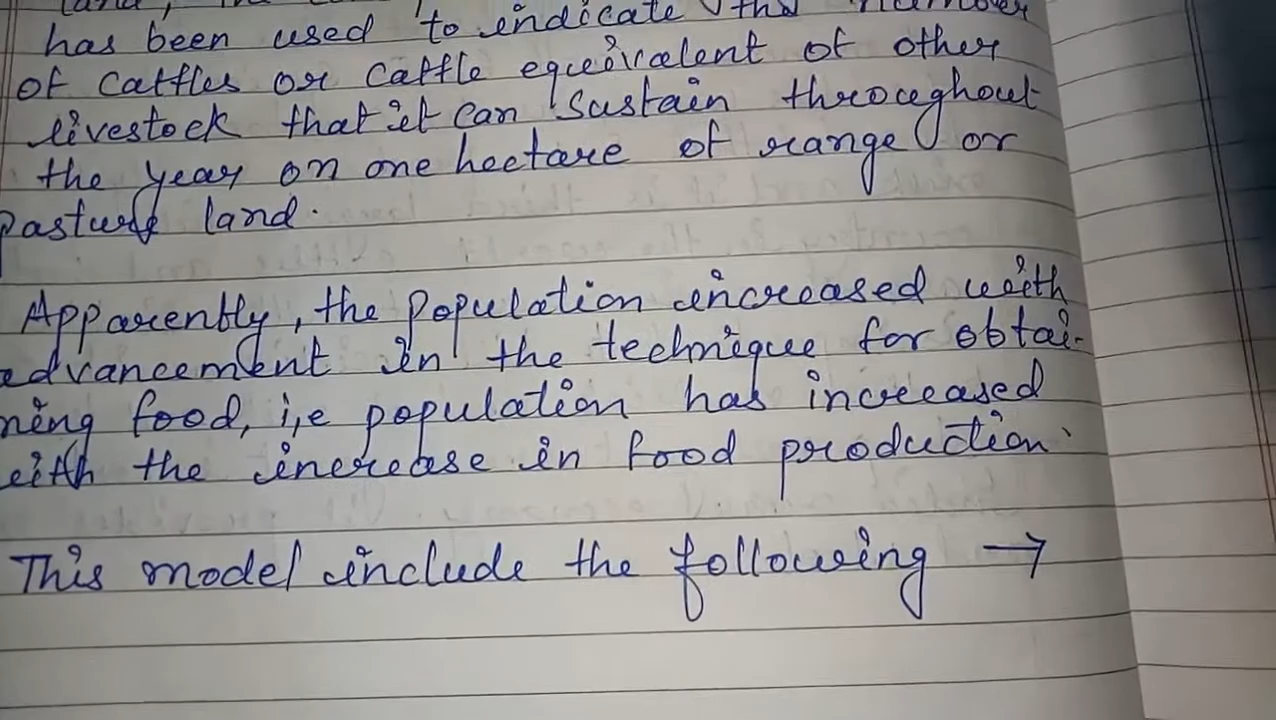 land, the
has been used to indicate the number
of cattles or cattle equivalent of other
livestock that it can sustain throughout
the year on one hectare of range or
pasture land.
Apparently, the population increased with
advancement in the technique for obtai-
ning food, i,e population has increased
with the increase in food production.
This model include the following →